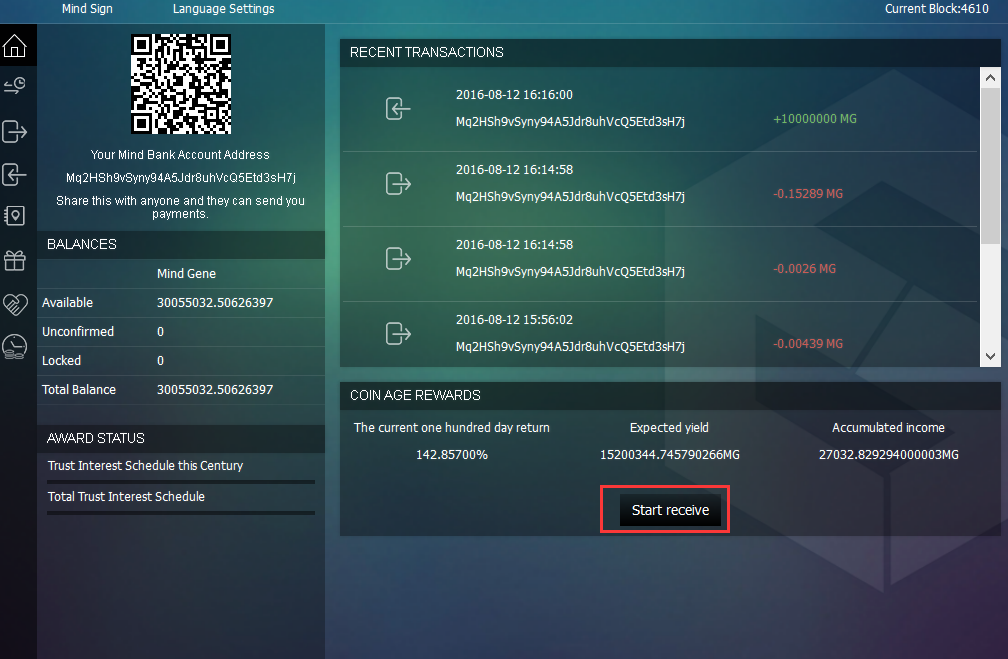 Mind Sign
Language Settings
Current Block:4610
Your Mind Bank Account Address
Mq2HSh9vSyny94A5Jdr8uhVcQ5Etd3sH7j
Share this with anyone and they can send you
payments.
BALANCES
Mind Gene
Available 30055032.50626397
Unconfirmed 0
Locked 0
Total Balance 30055032.50626397
AWARD STATUS
Trust Interest Schedule this Century
Total Trust Interest Schedule
RECENT TRANSACTIONS
2016-08-12 16:16:00
Mq2HSh9vSyny94A5Jdr8uhVcQ5Etd3sH7j
+10000000 MG
2016-08-12 16:14:58
Mq2HSh9vSyny94A5Jdr8uhVcQ5Etd3sH7j
-0.15289 MG
2016-08-12 16:14:58
Mq2HSh9vSyny94A5Jdr8uhVcQ5Etd3sH7j
-0.0026 MG
2016-08-12 15:56:02
Mq2HSh9vSyny94A5Jdr8uhVcQ5Etd3sH7j
-0.00439 MG
COIN AGE REWARDS
The current one hundred day return Expected yield Accumulated income
142.85700% 15200344.745790266MG 27032.829294000003MG
Start receive